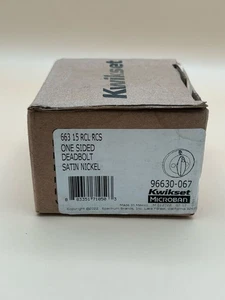 Kwikset
663 15 RCL RCS
ONE SIDED
DEADBOLT
SATIN NICKEL
96630-067
Kwikset
MICROBAN